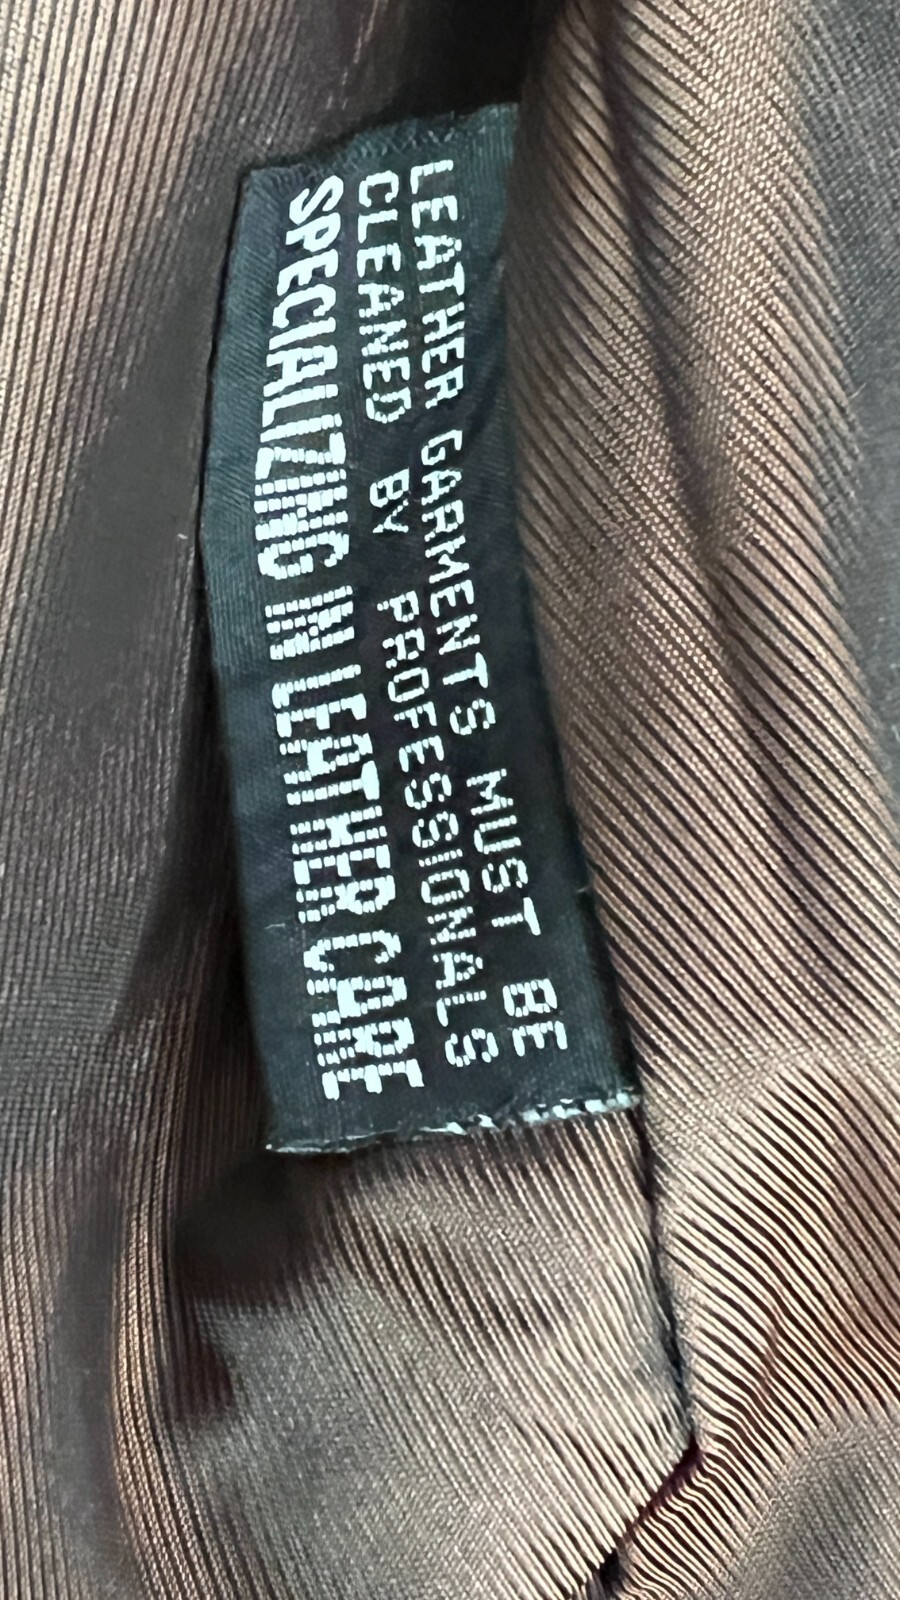 LEATHER GARMENTS MUST BE
CLEANED BY PROFESSIONALS
SPECIALIZING IN LEATHER CARE